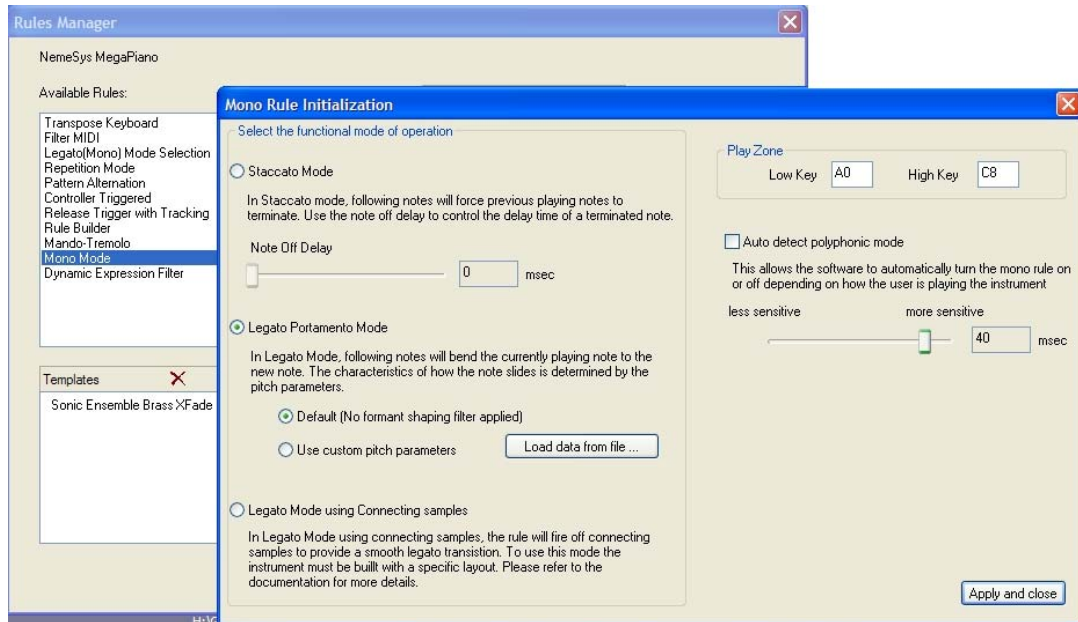 Rules Manager
NemeSys MegaPiano
Available Rules:
Transpose Keyboard
Filter MIDI
Legato(Mono) Mode Selection
Repetition Mode
Pattern Alternation
Controller Triggered
Release Trigger with Tracking
Rule Builder
Mando-Tremolo
Mono Mode
Dynamic Expression Filter
Templates
Sonic Ensemble Brass XFade
Mono Rule Initialization
Select the functional mode of operation
Staccato Mode
In Staccato mode, following notes will force previous playing notes to
terminate. Use the note off delay to control the delay time of a terminated note.
Note Off Delay
0 msec
Legato Portamento Mode
In Legato Mode, following notes will bend the currently playing note to the
new note. The characteristics of how the note slides is determined by the
pitch parameters.
Default (No formant shaping filter applied)
Use custom pitch parameters Load data from file ...
Legato Mode using Connecting samples
In Legato Mode using connecting samples, the rule will fire off connecting
samples to provide a smooth legato transistion. To use this mode the
instrument must be buillt with a specific layout. Please refer to the
documentation for more details.
Play Zone
Low Key A0 High Key C8
Auto detect polyphonic mode
This allows the software to automatically turn the mono rule on
or off depending on how the user is playing the instrument
less sensitive more sensitive
40 msec
Apply and close